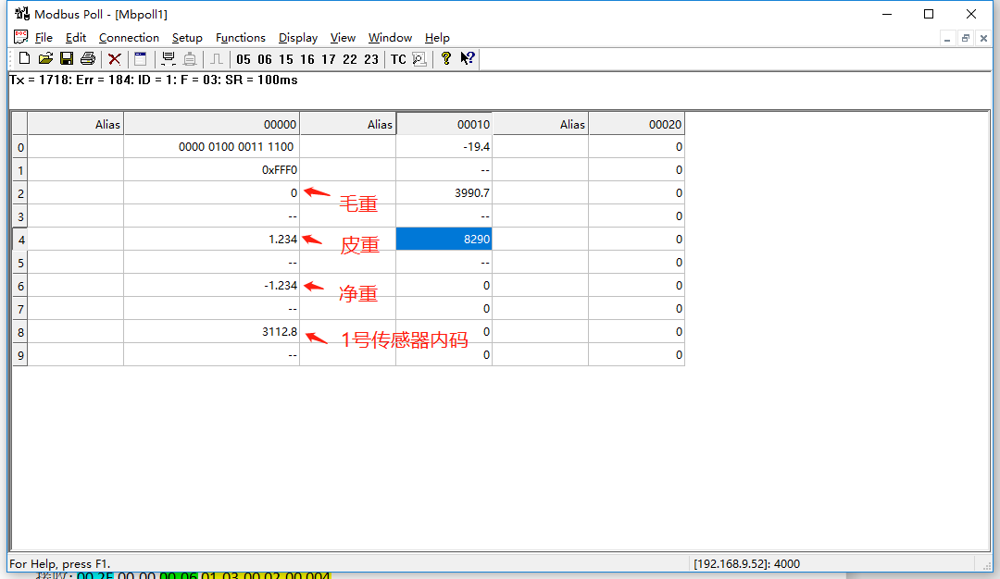 Modbus Poll - [Mbpoll1]
File Edit Connection Setup Functions Display View Window Help
05 06 15 16 17 22 23 TC
Tx = 1718: Err = 184: ID = 1: F = 03: SR = 100ms
Alias 00000 Alias 00010 Alias 00020
0 0000 0100 0011 1100 -19.4 0
1 0xFFF0 -- 0
2 0 毛重 3990.7 0
3 -- -- 0
4 1.234 皮重 8290 0
5 -- -- 0
6 -1.234 净重 0 0
7 -- 0 0
8 3112.8 1号传感器内码 0 0
9 -- 0 0
For Help, press F1. [192.168.9.52]: 4000
接收: 00 2F 00 00 00 06 01 03 00 02 00 004